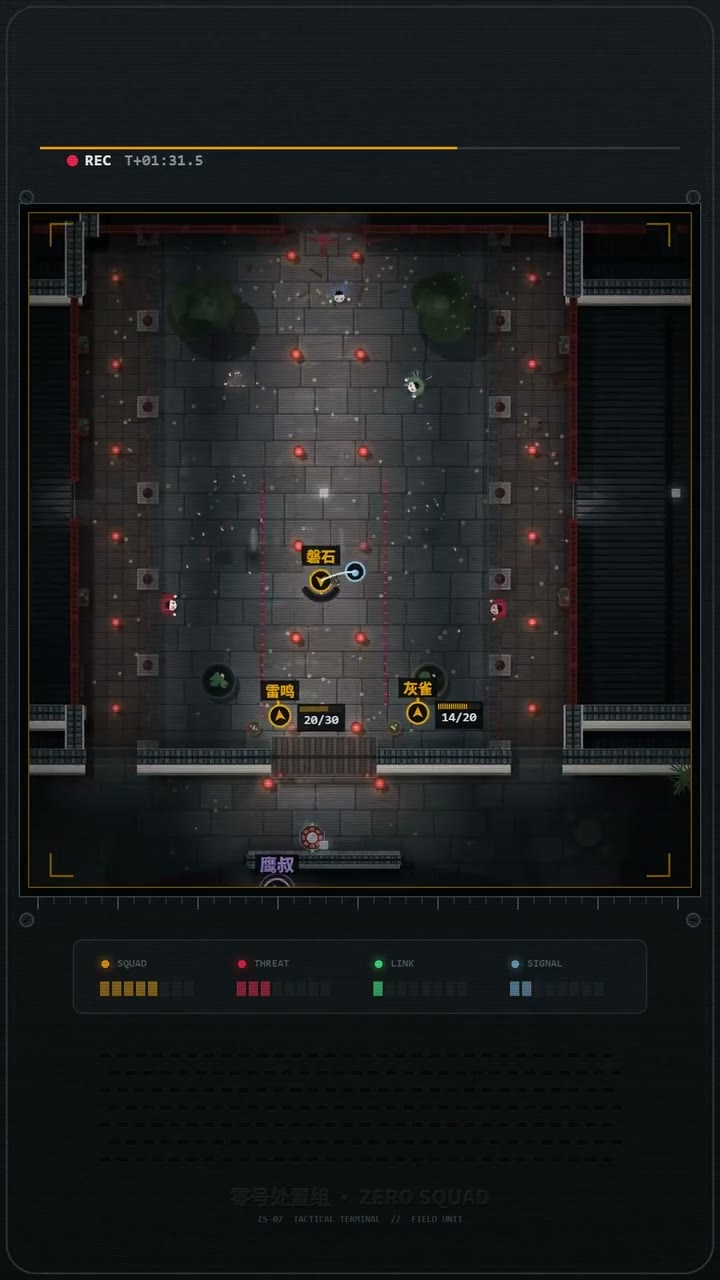 REC T+01:31.5
磐石
雷鸣
20/30
灰雀
14/20
鹰叔
SQUAD THREAT LINK SIGNAL
零号处置组 · ZERO SQUAD
ZS-07 TACTICAL TERMINAL // FIELD UNIT